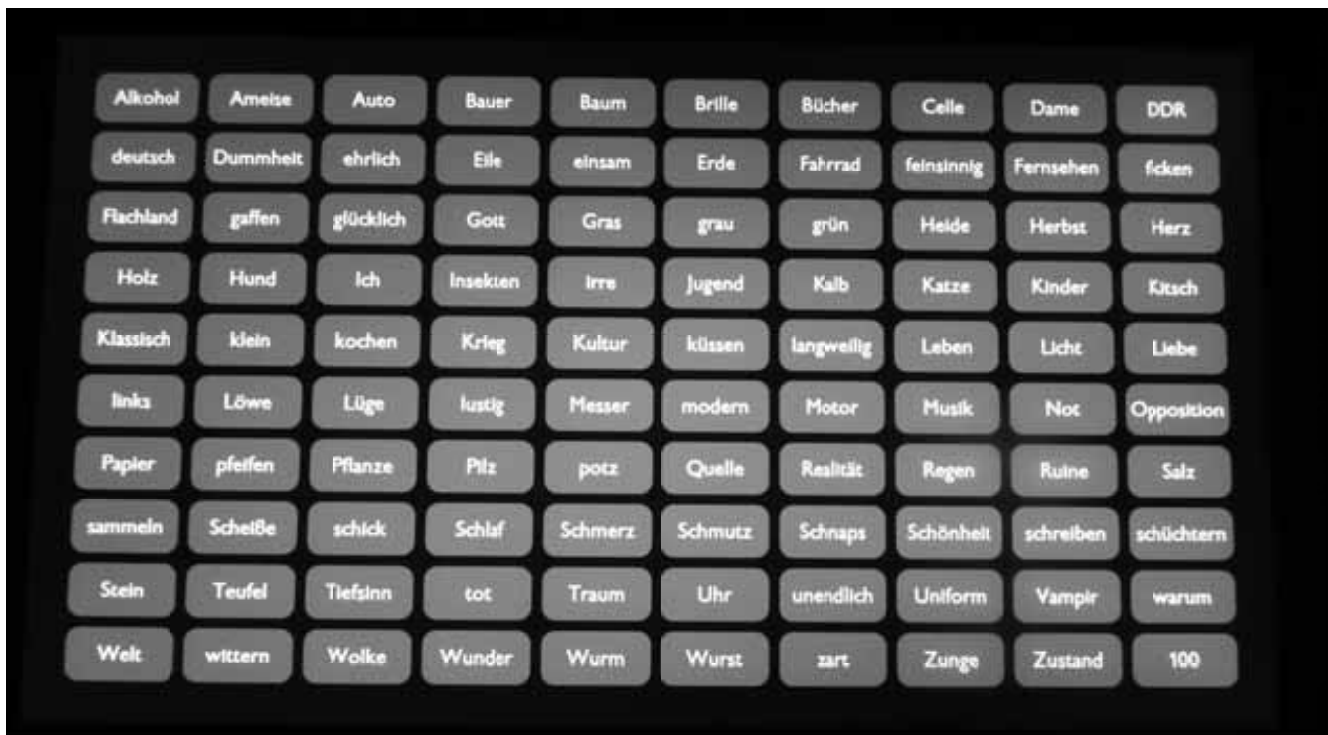 Alkohol Ameise Auto Bauer Baum Brille Bücher Celle Dame DDR
deutsch Dummheit ehrlich Eile einsam Erde Fahrrad feinsinnig Fernsehen ficken
Flachland gaffen glücklich Gott Gras grau grün Heide Herbst Herz
Holz Hund Ich Insekten Irre Jugend Kalb Katze Kinder Kitsch
Klassisch klein kochen Krieg Kultur küssen langweilig Leben Licht Liebe
links Löwe Lüge lustig Messer modern Motor Musik Not Opposition
Papier pfeifen Pflanze Pilz potz Quelle Realität Regen Ruine Salz
sammeln Scheiße schick Schlaf Schmerz Schmutz Schnaps Schönheit schreiben schüchtern
Stein Teufel Tiefsinn tot Traum Uhr unendlich Uniform Vampir warum
Welt wittern Wolke Wunder Wurm Wurst zart Zunge Zustand 100